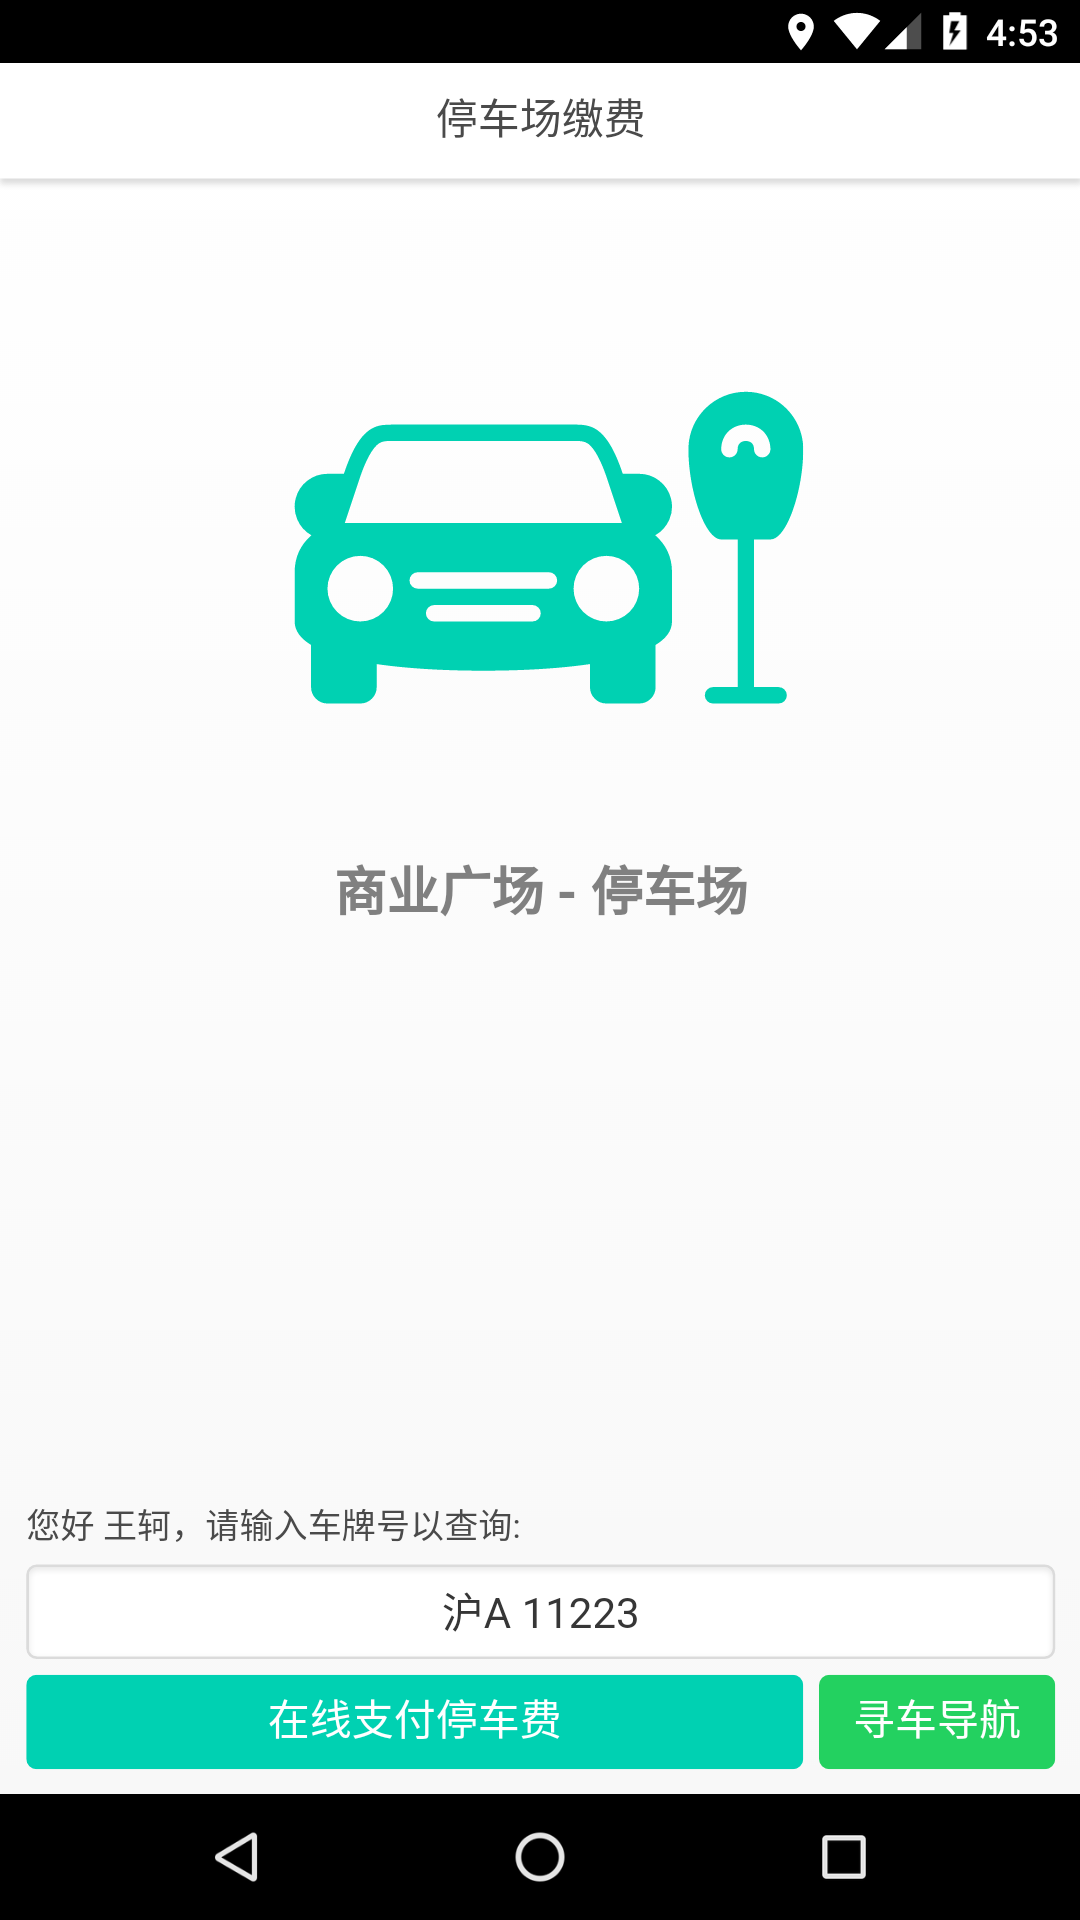 4:53
停车场缴费
商业广场 - 停车场
您好 王轲，请输入车牌号以查询:
沪A 11223
在线支付停车费 寻车导航